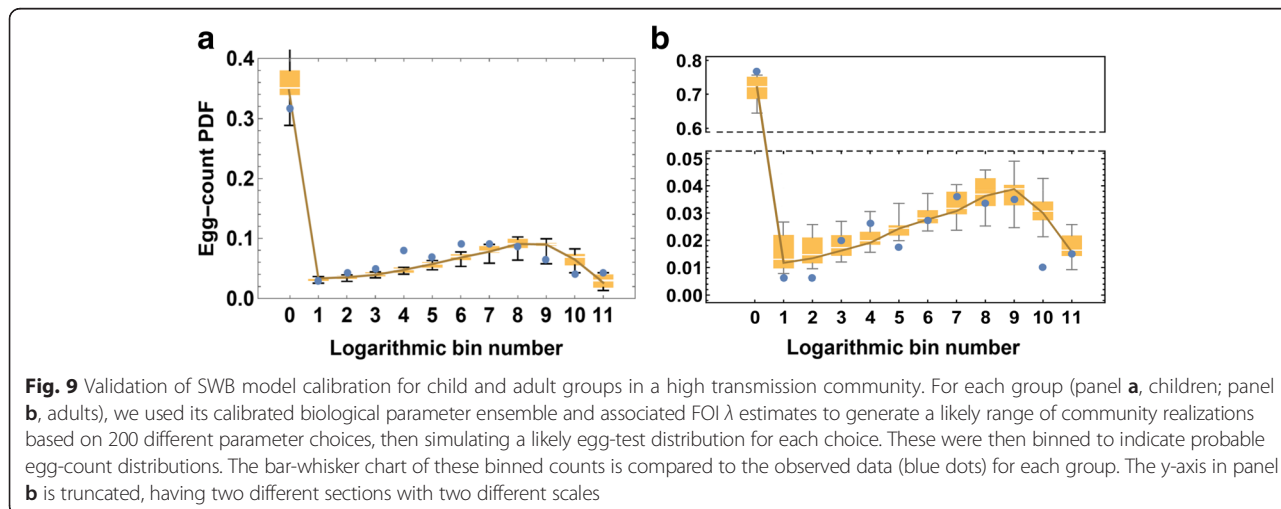 a
b
Egg-count PDF
0.4
0.3
0.2
0.1
0.0
0 1 2 3 4 5 6 7 8 9 10 11
Logarithmic bin number
0.8
0.7
0.6
0.05
0.04
0.03
0.02
0.01
0.00
0 1 2 3 4 5 6 7 8 9 10 11
Logarithmic bin number
Fig. 9 Validation of SWB model calibration for child and adult groups in a high transmission community. For each group (panel a, children; panel
b, adults), we used its calibrated biological parameter ensemble and associated FOI λ estimates to generate a likely range of community realizations
based on 200 different parameter choices, then simulating a likely egg-test distribution for each choice. These were then binned to indicate probable
egg-count distributions. The bar-whisker chart of these binned counts is compared to the observed data (blue dots) for each group. The y-axis in panel
b is truncated, having two different sections with two different scales